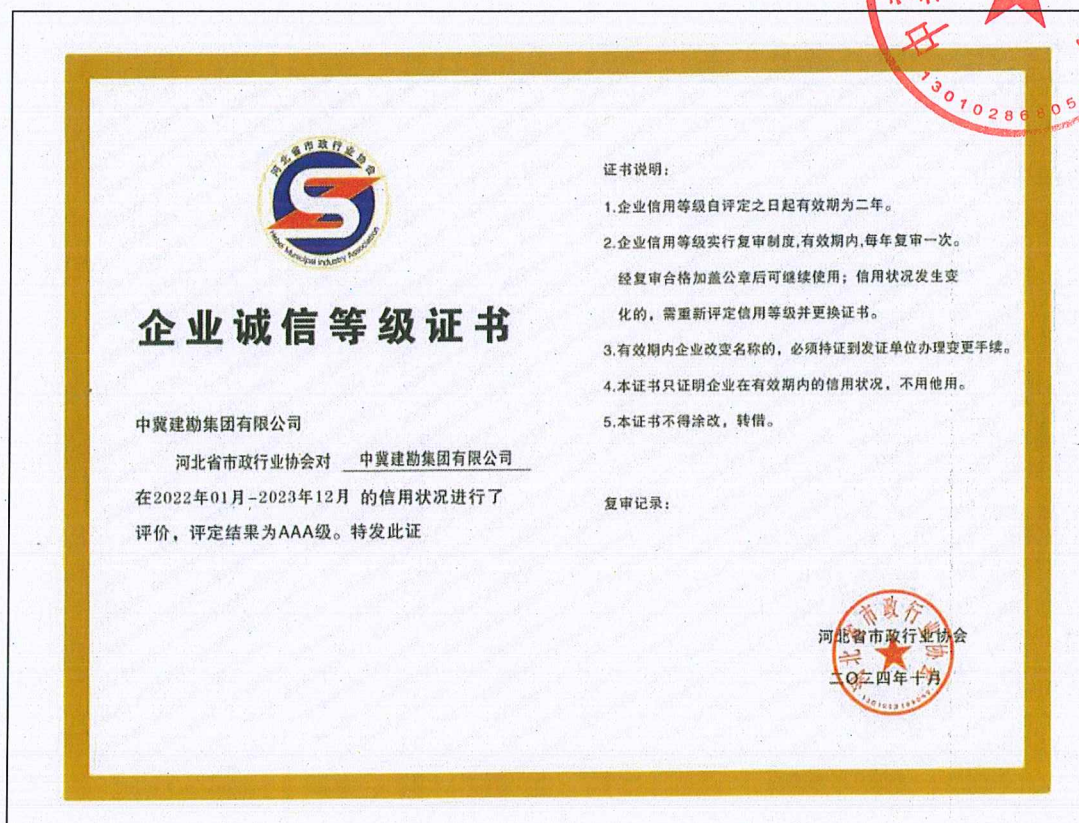 中
13010286805
河北省市政行业协会
Hebei Municipal Industry Association
企业诚信等级证书
中冀建勘集团有限公司
河北省市政行业协会对 中冀建勘集团有限公司
在2022年01月-2023年12月 的信用状况进行了
评价，评定结果为AAA级。特发此证
证书说明：
1.企业信用等级自评定之日起有效期为二年。
2.企业信用等级实行复审制度,有效期内,每年复审一次。
经复审合格加盖公章后可继续使用；信用状况发生变
化的，需重新评定信用等级并更换证书。
3.有效期内企业改变名称的，必须持证到发证单位办理变更手续。
4.本证书只证明企业在有效期内的信用状况，不用他用。
5.本证书不得涂改，转借。
复审记录：
河北省市政行业协会
河北省市政行业协会
二〇二四年十月